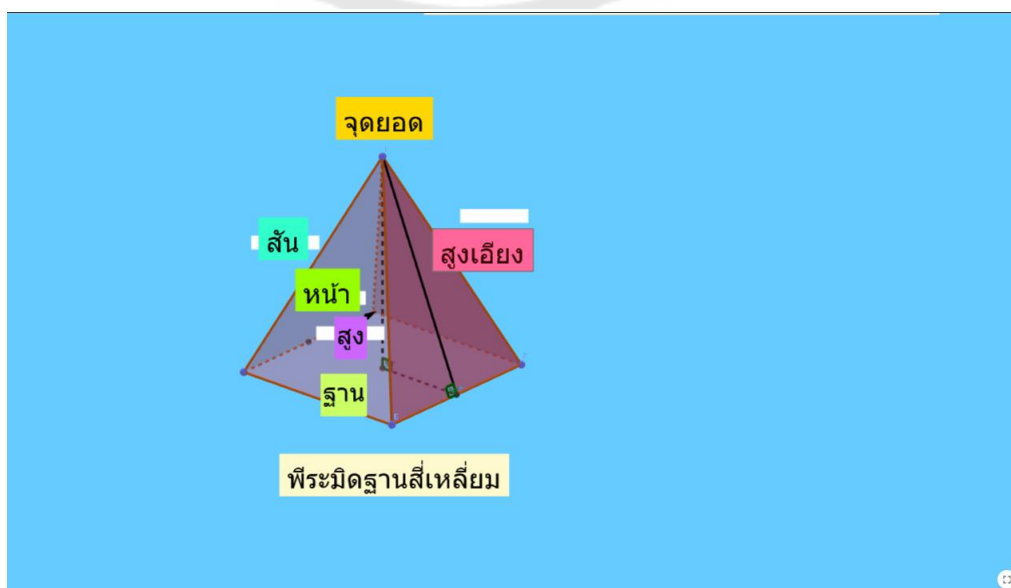 จุดยอด
สัน
สูงเอียง
หน้า
สูง
ฐาน
พีระมิดฐานสี่เหลี่ยม